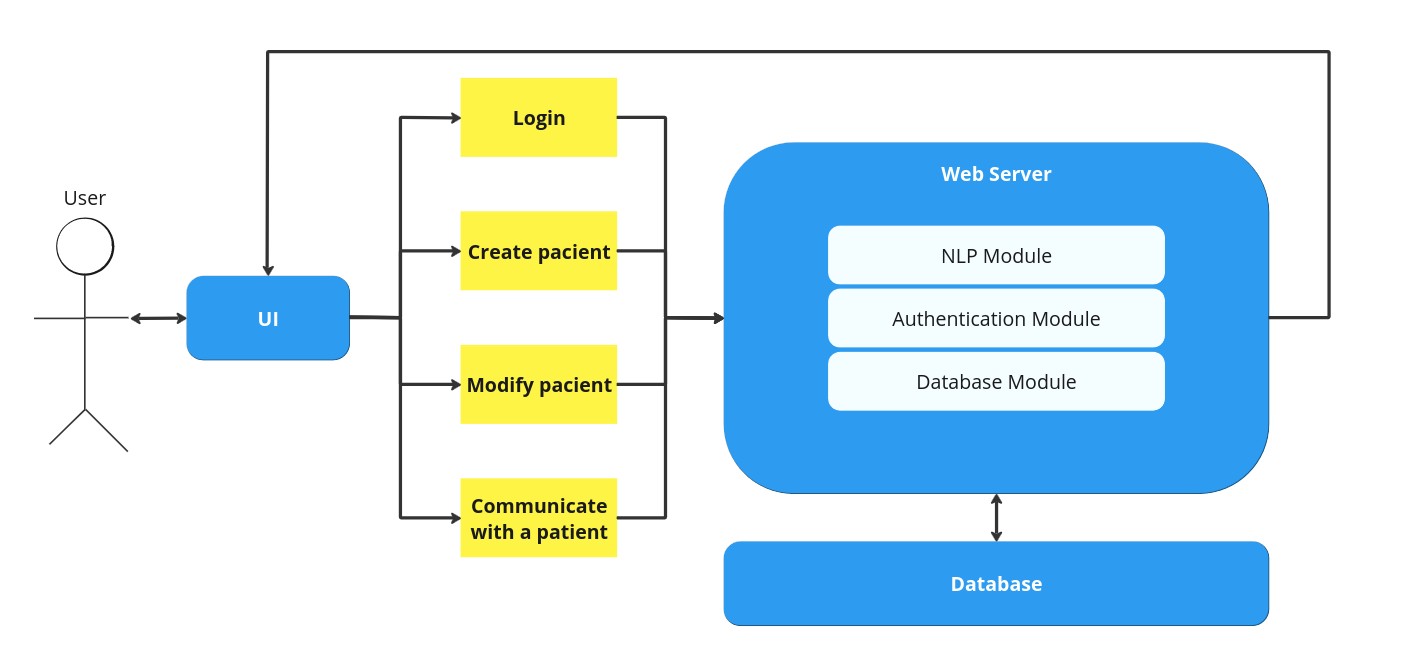 User
UI
Login
Create pacient
Modify pacient
Communicate
with a patient
Web Server
NLP Module
Authentication Module
Database Module
Database